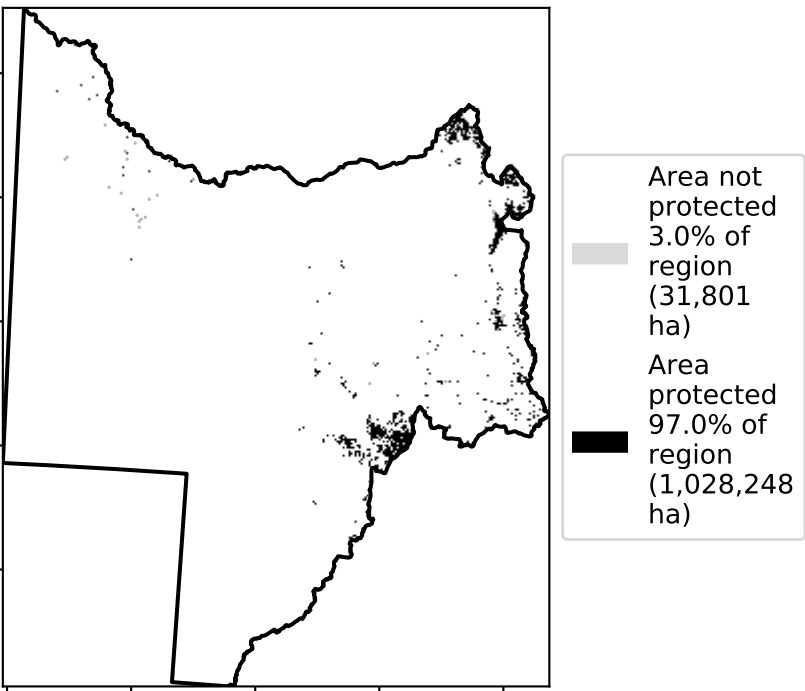 Area not
protected
3.0% of
region
(31,801
ha)
Area
protected
97.0% of
region
(1,028,248
ha)